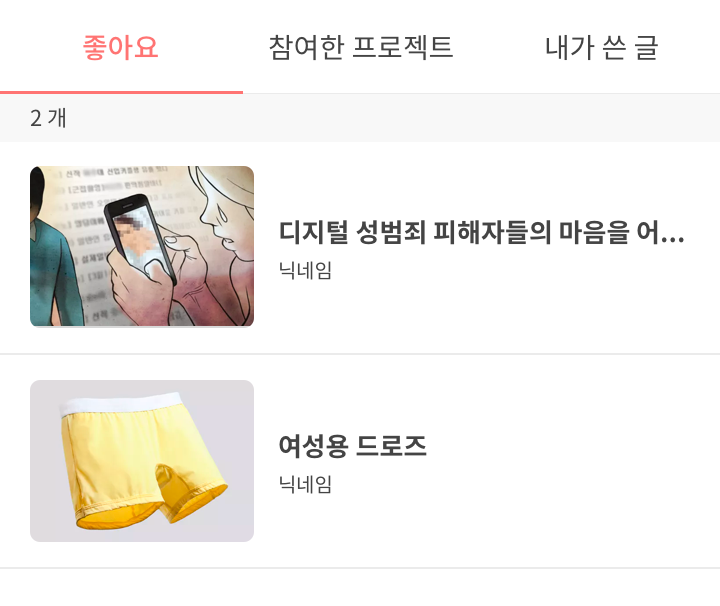 좋아요
참여한 프로젝트
내가 쓴 글
2 개
디지털 성범죄 피해자들의 마음을 어...
닉네임
여성용 드로즈
닉네임